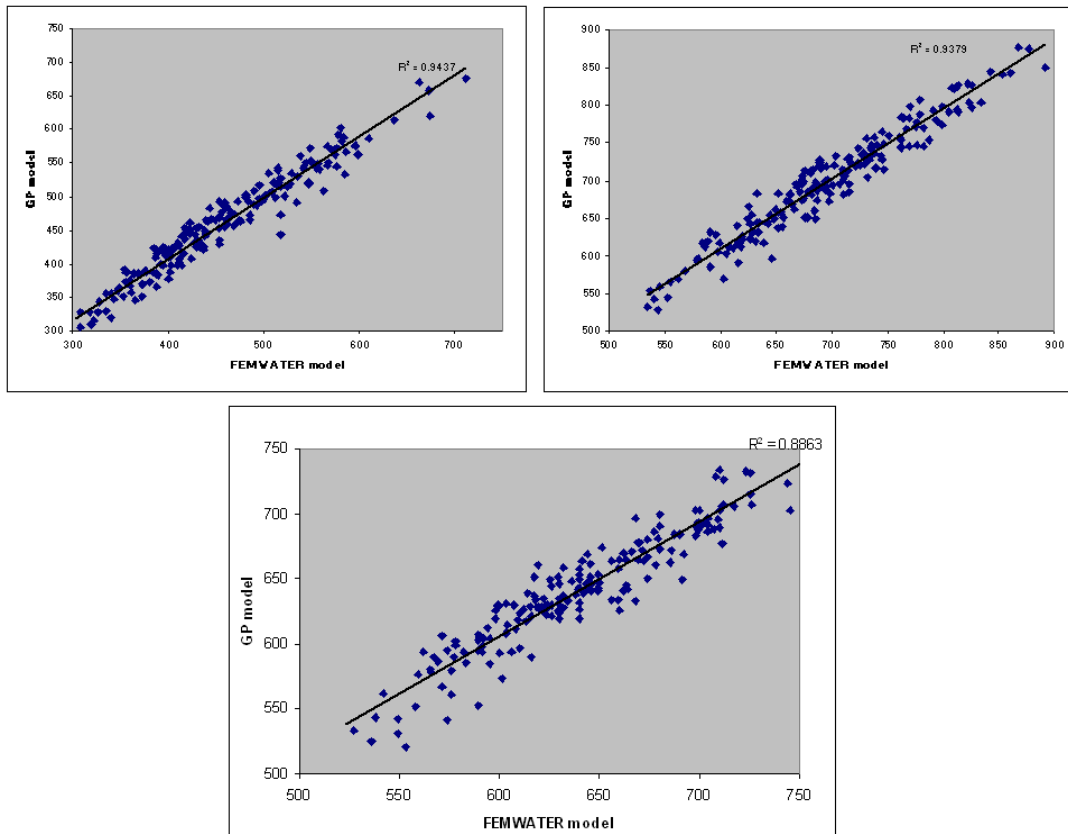 750
700
650
600
550
500
450
400
350
300
GP model
R² = 0.9437
300 400 500 600 700
FEMWATER model
900
850
800
750
700
650
600
550
500
GP model
R² = 0.9379
500 550 600 650 700 750 800 850 900
FEMWATER model
R² = 0.8863
750
700
650
600
550
500
GP model
500 550 600 650 700 750
FEMWATER model